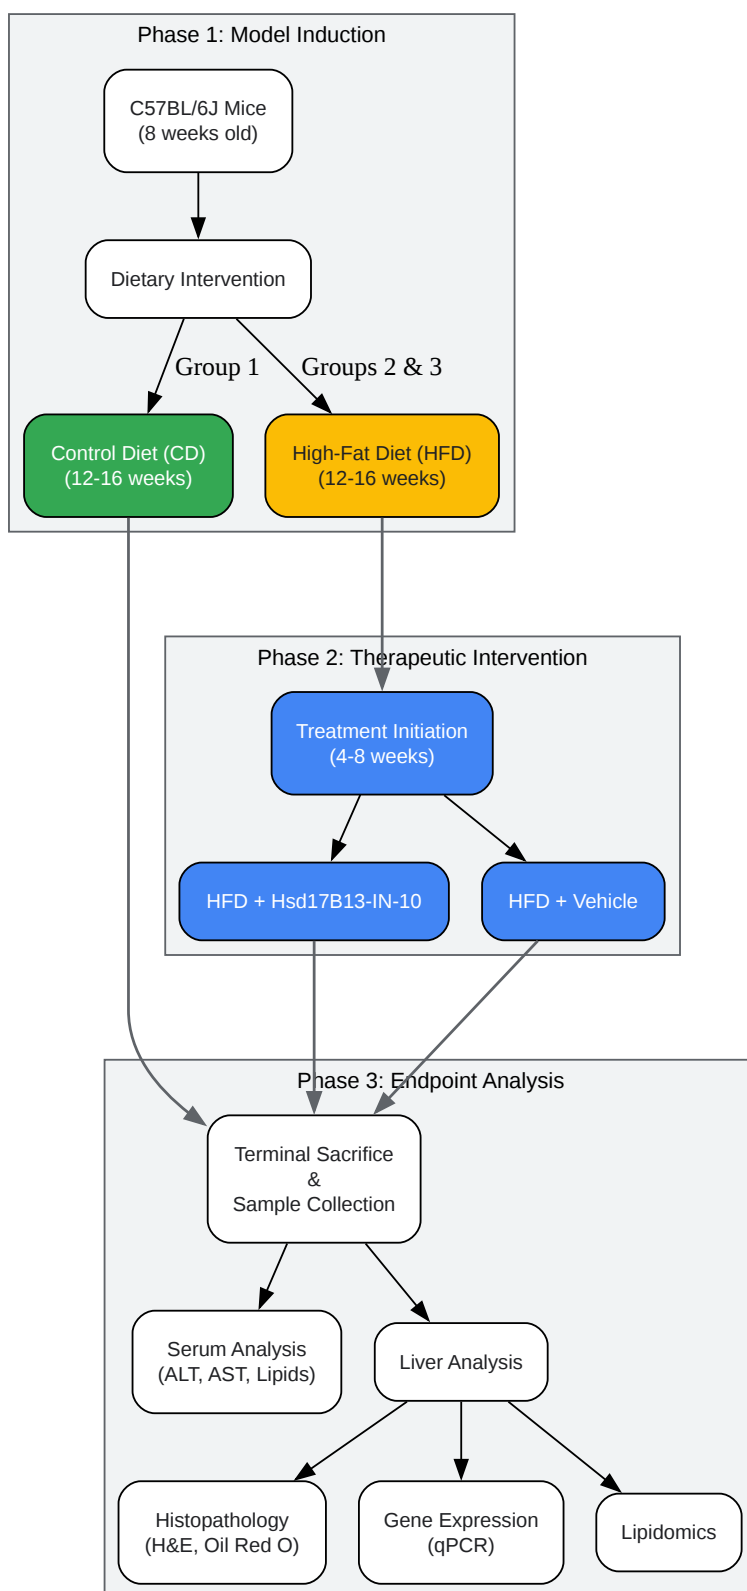 Phase 1: Model Induction
C57BL/6J Mice
(8 weeks old)
Dietary Intervention
Group 1
Groups 2 & 3
Control Diet (CD)
(12-16 weeks)
High-Fat Diet (HFD)
(12-16 weeks)
Phase 2: Therapeutic Intervention
Treatment Initiation
(4-8 weeks)
HFD + Hsd17B13-IN-10
HFD + Vehicle
Phase 3: Endpoint Analysis
Terminal Sacrifice
&
Sample Collection
Serum Analysis
(ALT, AST, Lipids)
Liver Analysis
Histopathology
(H&E, Oil Red O)
Gene Expression
(qPCR)
Lipidomics